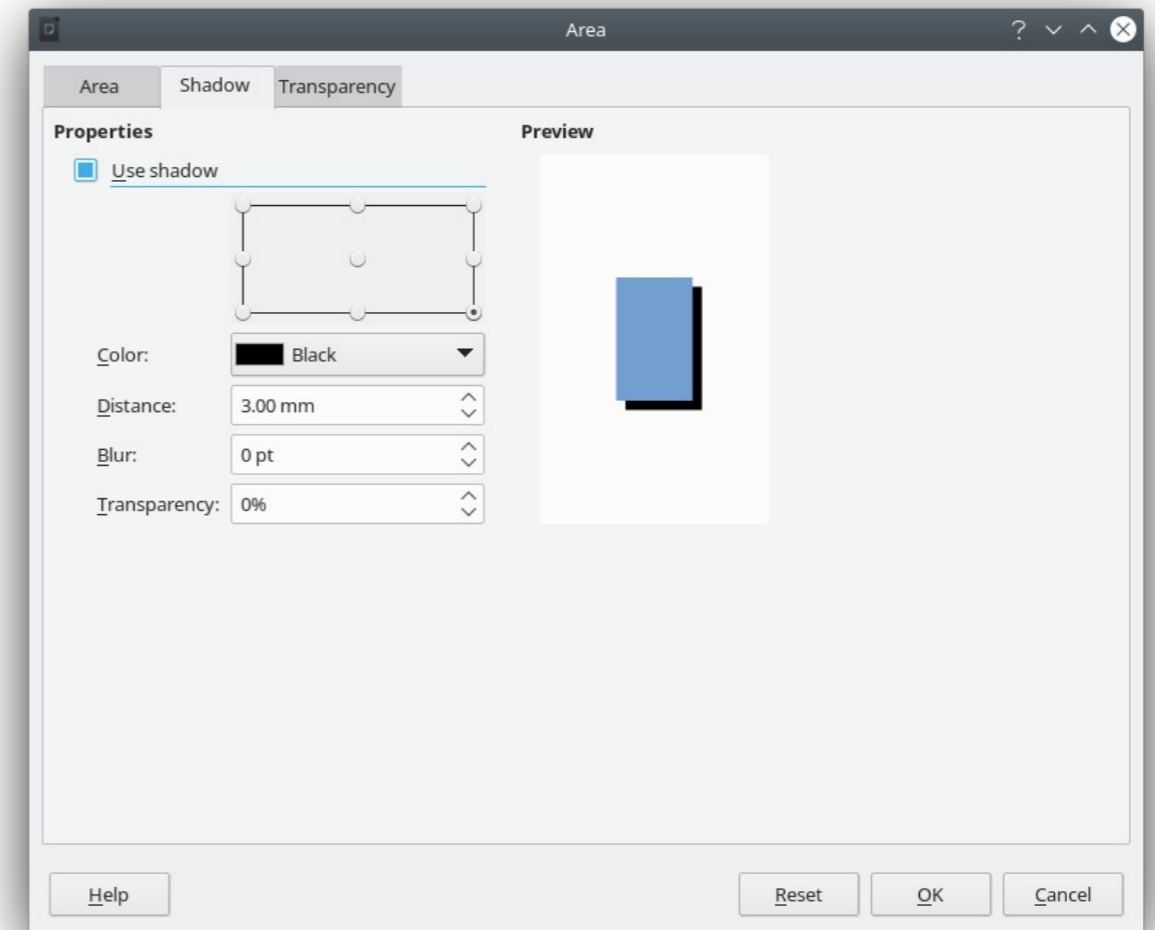 Area
Area Shadow Transparency
Properties
Preview
Use shadow
Color: Black
Distance: 3.00 mm
Blur: 0 pt
Transparency: 0%
Help Reset OK Cancel